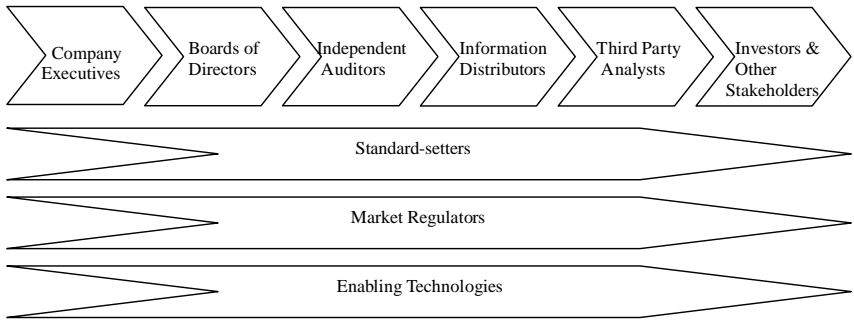 Company
Executives
Boards of
Directors
Independent
Auditors
Information
Distributors
Third Party
Analysts
Investors &
Other
Stakeholders
Standard-setters
Market Regulators
Enabling Technologies